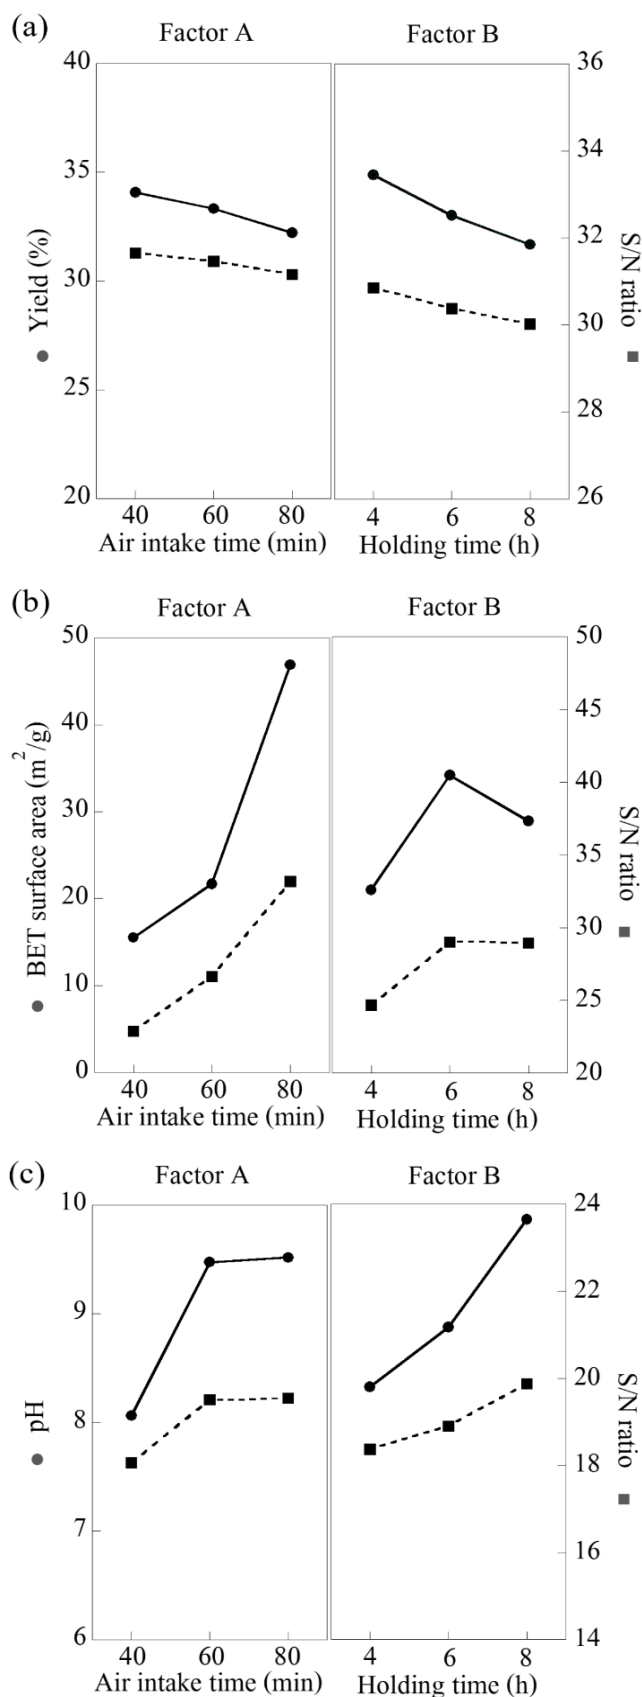 (a)
Factor A Factor B
40 36
35 34
30 32
25 30
20 28
26
● Yield (%)
S/N ratio ■
40 60 80 4 6 8
Air intake time (min) Holding time (h)
(b)
Factor A Factor B
50 50
40 45
30 40
20 35
10 30
0 25
20
● BET surface area (m²/g)
S/N ratio ■
40 60 80 4 6 8
Air intake time (min) Holding time (h)
(c)
Factor A Factor B
10 24
9 22
8 20
7 18
6 16
14
● pH
S/N ratio ■
40 60 80 4 6 8
Air intake time (min) Holding time (h)